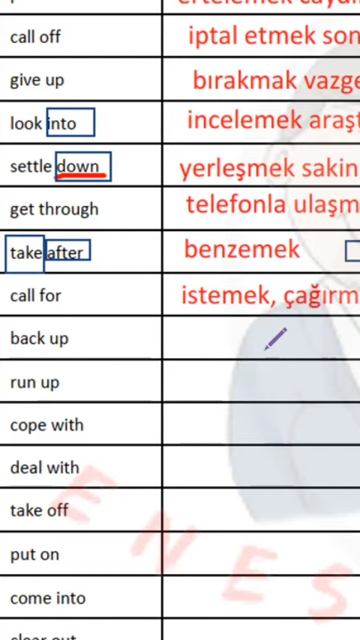 call off iptal etmek son
give up bırakmak vazge
look into incelemek araşt
settle down yerleşmek sakin
get through telefonla ulaşm
take after benzemek
call for istemek, çağırm
back up
run up
cope with
deal with
take off
put on
come into
ENES